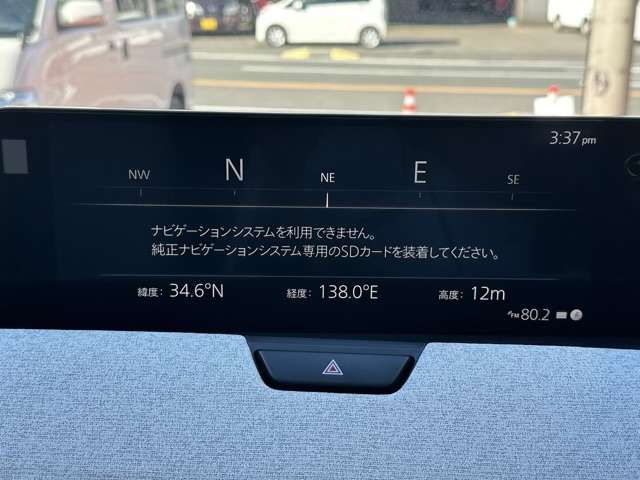 3:37pm
NW N NE E SE
ナビゲーションシステムを利用できません。
純正ナビゲーションシステム専用のSDカードを装着してください。
緯度: 34.6°N 経度: 138.0°E 高度: 12m
FM 80.2